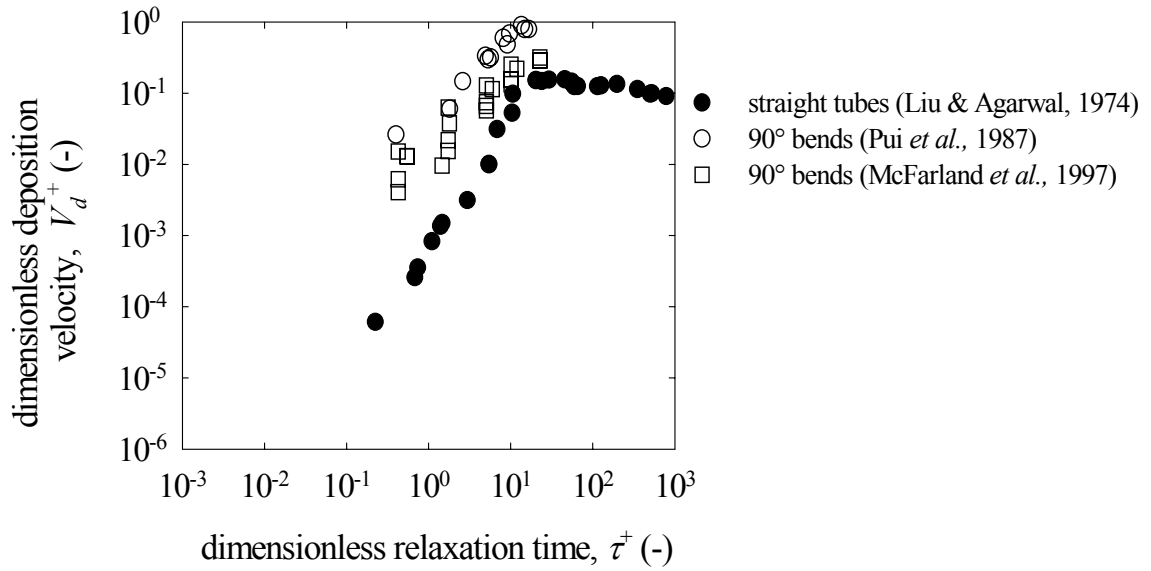 dimensionless deposition
velocity, V_d^+ (-)
10^0
10^-1
10^-2
10^-3
10^-4
10^-5
10^-6
10^-3 10^-2 10^-1 10^0 10^1 10^2 10^3
dimensionless relaxation time, τ^+ (-)
straight tubes (Liu & Agarwal, 1974)
90° bends (Pui et al., 1987)
90° bends (McFarland et al., 1997)